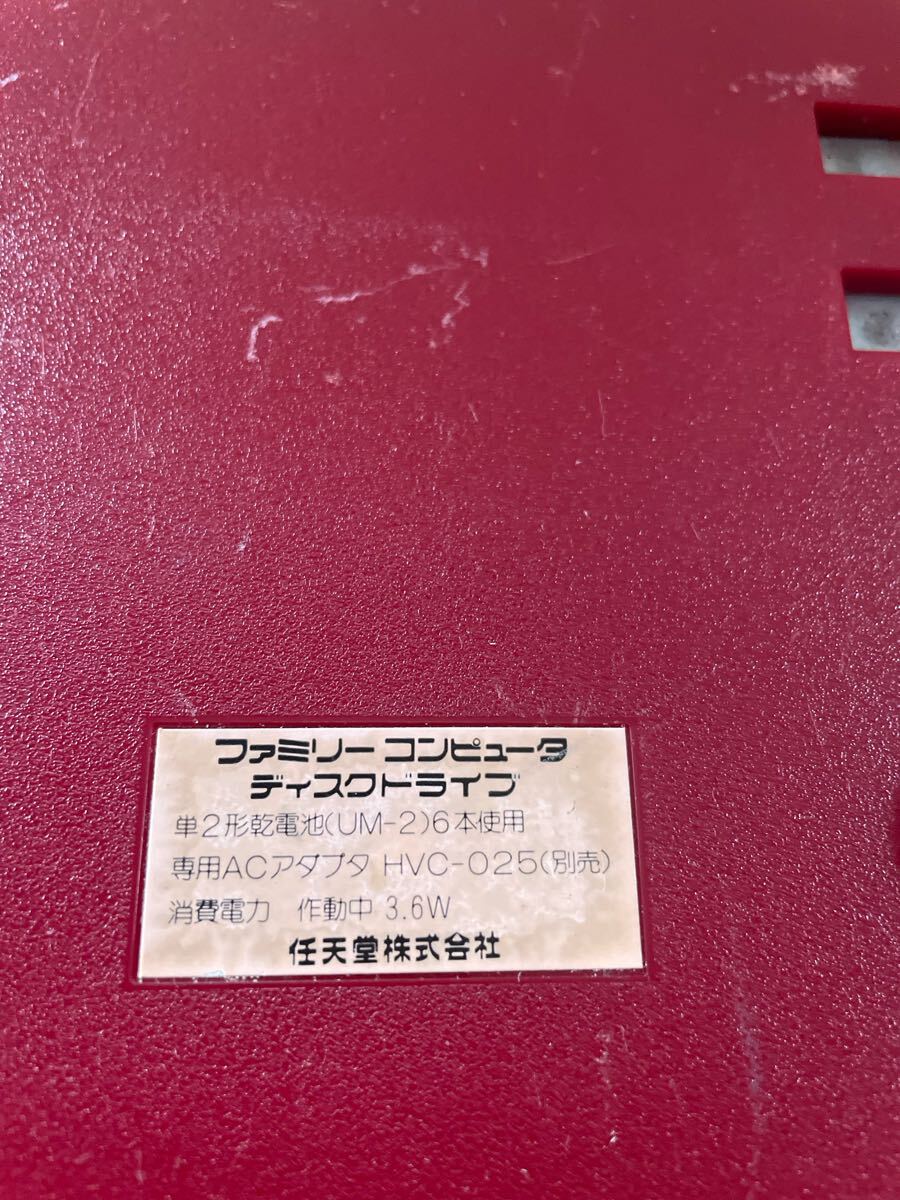 ファミリー コンピュータ
ディスクドライブ
単2形乾電池(UM-2)6本使用
専用ACアダプタ HVC-025(別売)
消費電力 作動中 3.6W
任天堂株式会社